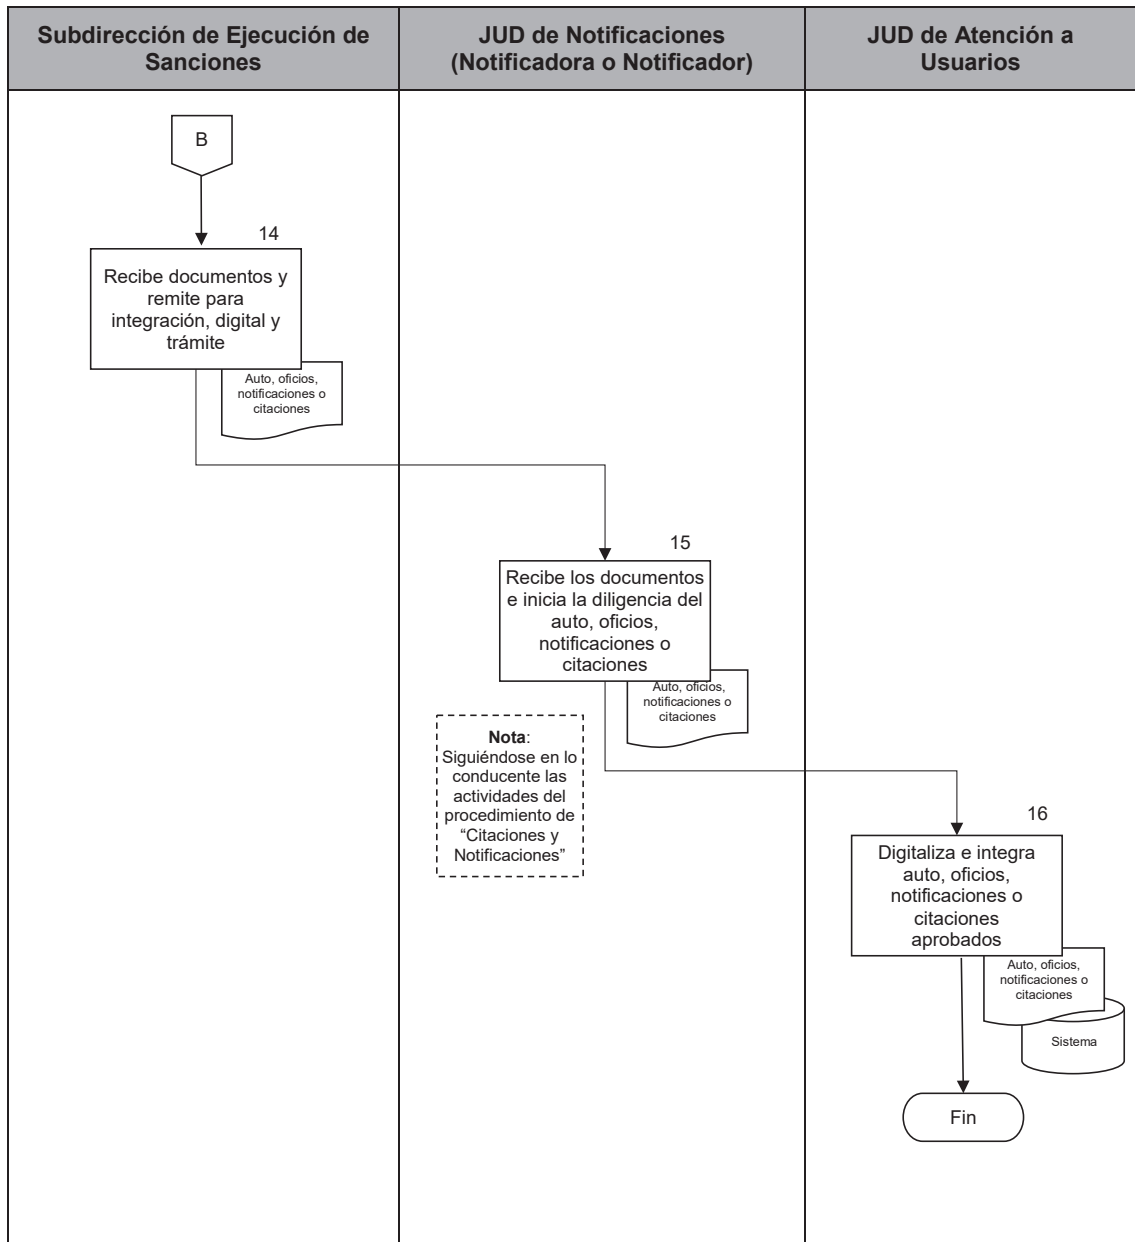 Subdirección de Ejecución de
Sanciones
JUD de Notificaciones
(Notificadora o Notificador)
JUD de Atención a
Usuarios
B
14
Recibe documentos y
remite para
integración, digital y
trámite
Auto, oficios,
notificaciones o
citaciones
15
Recibe los documentos
e inicia la diligencia del
auto, oficios,
notificaciones o
citaciones
Auto, oficios,
notificaciones o
citaciones
Nota:
Siguiéndose en lo
conducente las
actividades del
procedimiento de
“Citaciones y
Notificaciones”
16
Digitaliza e integra
auto, oficios,
notificaciones o
citaciones
aprobados
Auto, oficios,
notificaciones o
citaciones
Sistema
Fin